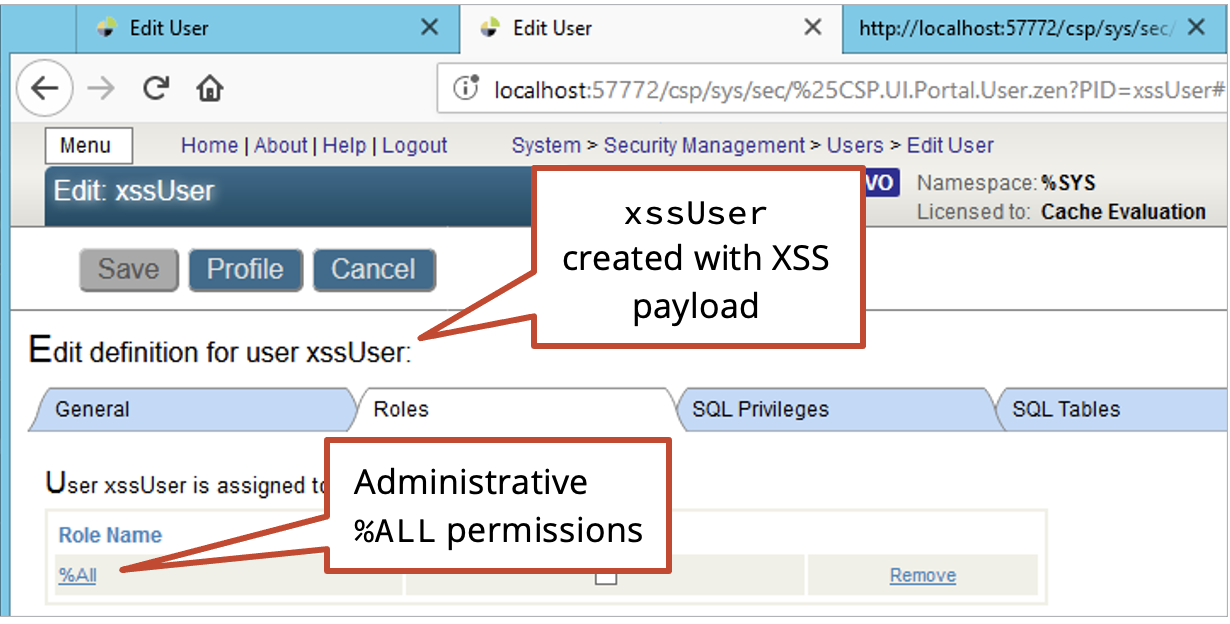 Edit User
Edit User
http://localhost:57772/csp/sys/sec/
localhost:57772/csp/sys/sec/%25CSP.UI.Portal.User.zen?PID=xssUser#
Menu Home | About | Help | Logout System > Security Management > Users > Edit User
Edit: xssUser
VO Namespace: %SYS
Licensed to: Cache Evaluation
xssUser
created with XSS
payload
Save Profile Cancel
Edit definition for user xssUser:
General Roles SQL Privileges SQL Tables
User xssUser is assigned to
Administrative
%ALL permissions
Role Name
%All Remove